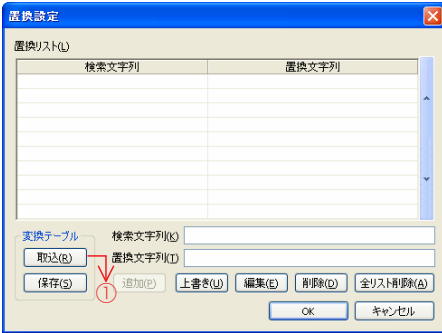 置換設定
置換リスト(L)
検索文字列 置換文字列
変換テーブル 検索文字列(K)
取込(R) 置換文字列(T)
保存(S) ① 追加(P) 上書き(U) 編集(E) 削除(D) 全リスト削除(A)
OK キャンセル